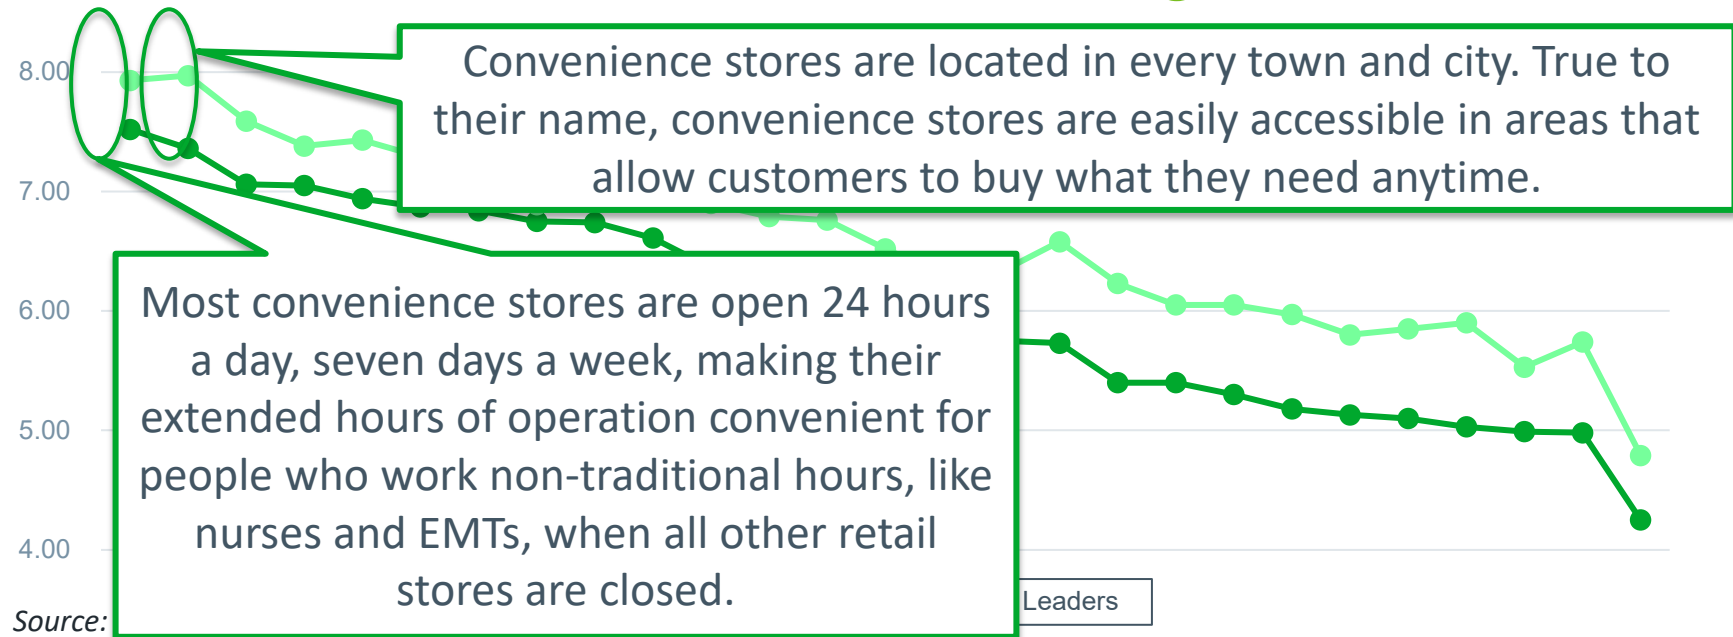 8.00
7.00
6.00
5.00
4.00
Convenience stores are located in every town and city. True to
their name, convenience stores are easily accessible in areas that
allow customers to buy what they need anytime.
Most convenience stores are open 24 hours
a day, seven days a week, making their
extended hours of operation convenient for
people who work non-traditional hours, like
nurses and EMTs, when all other retail
stores are closed.
Leaders
Source: